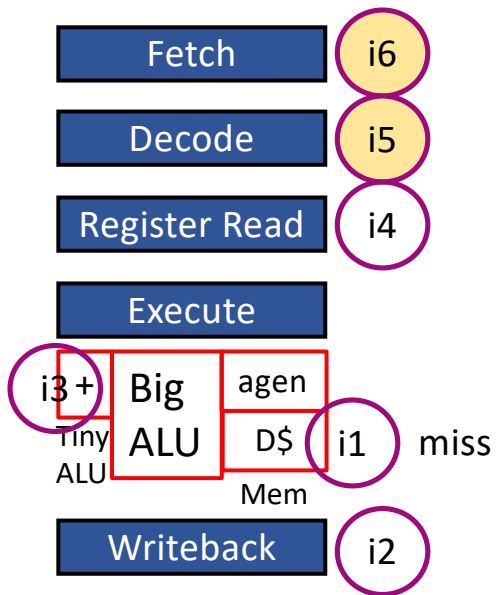 Fetch i6
Decode i5
Register Read i4
Execute
i3 + Big agen
Tiny ALU D$ i1 miss
ALU
Mem
Writeback i2